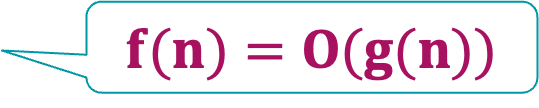 f(n) = O(g(n))